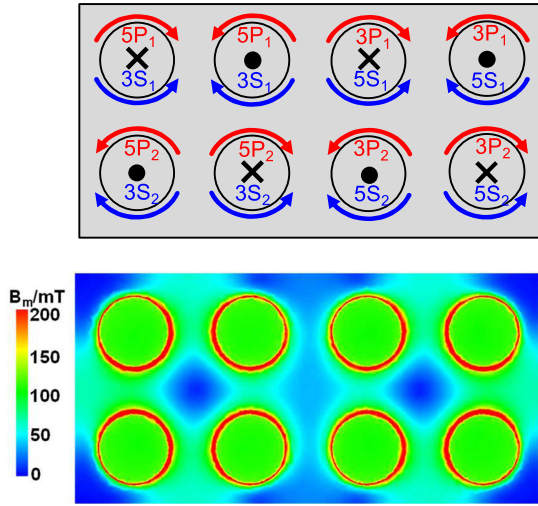 5P₁ 5P₁ 3P₁ 3P₁
3S₁ 3S₁ 5S₁ 5S₁
5P₂ 5P₂ 3P₂ 3P₂
3S₂ 3S₂ 5S₂ 5S₂
Bₘ/mT
200
150
100
50
0